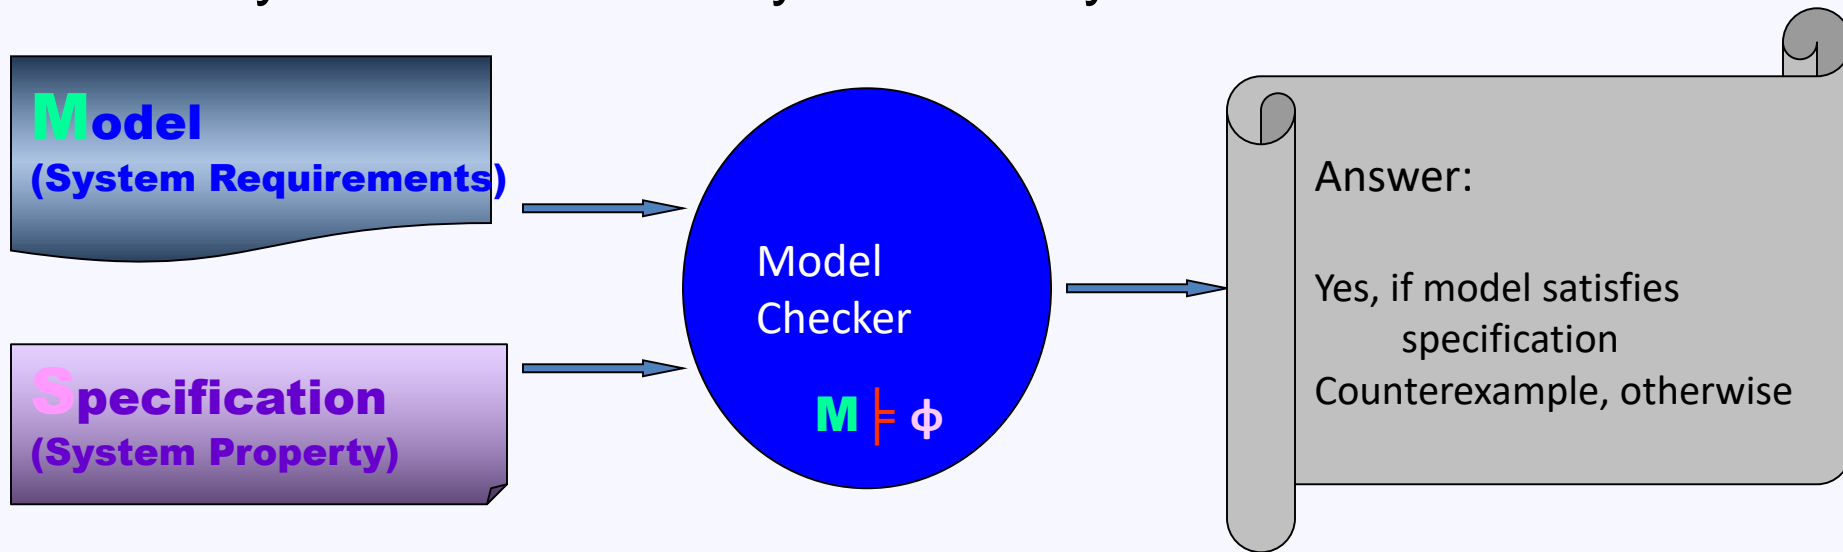 Model
(System Requirements)
Specification
(System Property)
Model
Checker
M ⊨ ϕ
Answer:
Yes, if model satisfies
specification
Counterexample, otherwise